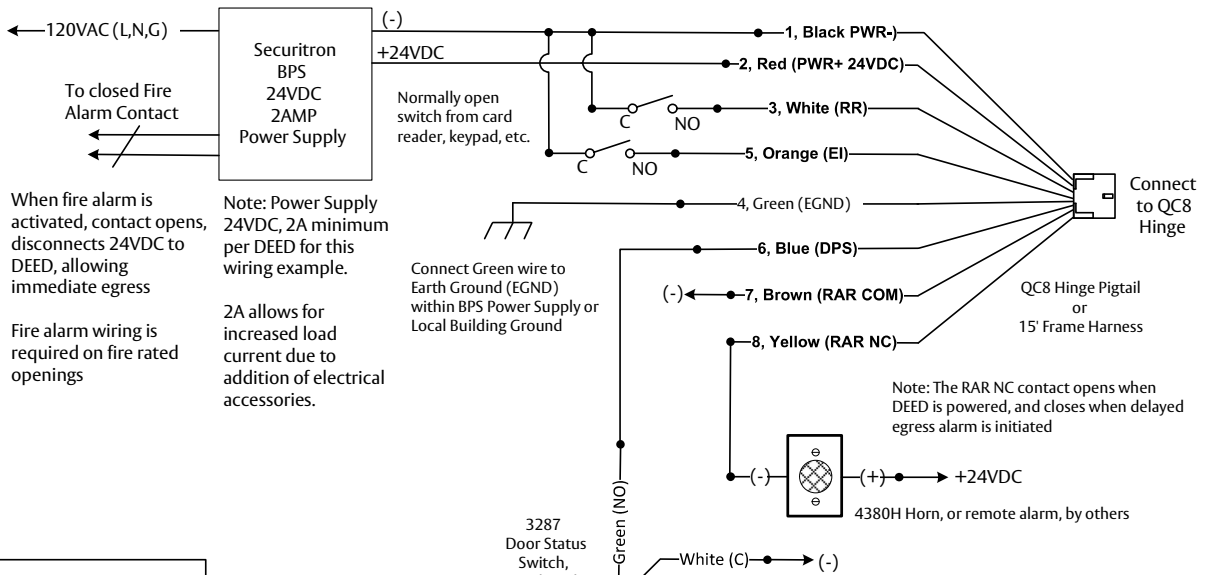 120VAC (L,N,G)
Securitron
BPS
24VDC
2AMP
Power Supply
(-)
+24VDC
To closed Fire
Alarm Contact
When fire alarm is
activated, contact opens,
disconnects 24VDC to
DEED, allowing
immediate egress
Fire alarm wiring is
required on fire rated
openings
Note: Power Supply
24VDC, 2A minimum
per DEED for this
wiring example.
2A allows for
increased load
current due to
addition of electrical
accessories.
Normally open
switch from card
reader, keypad, etc.
C
NO
C
NO
1, Black PWR-)
2, Red (PWR+ 24VDC)
3, White (RR)
5, Orange (EI)
4, Green (EGND)
6, Blue (DPS)
(-)
7, Brown (RAR COM)
8, Yellow (RAR NC)
Connect
to QC8
Hinge
QC8 Hinge Pigtail
or
15' Frame Harness
Connect Green wire to
Earth Ground (EGND)
within BPS Power Supply or
Local Building Ground
Note: The RAR NC contact opens when
DEED is powered, and closes when delayed
egress alarm is initiated
(-)
(+)
+24VDC
4380H Horn, or remote alarm, by others
Green (NO)
3287
Door Status
Switch,
White (C)
(-)